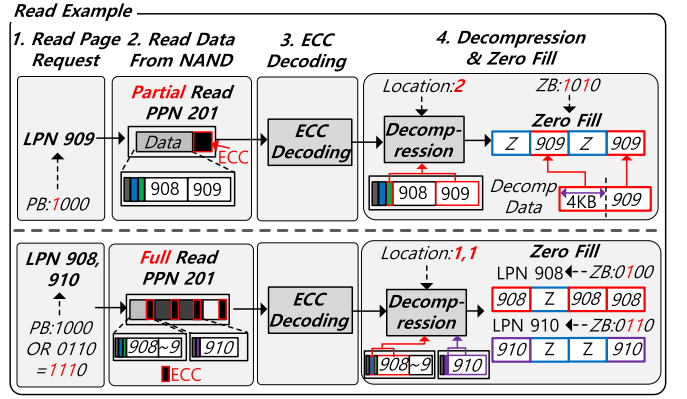 Read Example
1. Read Page
Request
2. Read Data
From NAND
3. ECC
Decoding
4. Decompression
& Zero Fill
LPN 909
PB:1000
Partial Read
PPN 201
Data
ECC
908 909
ECC
Decoding
Location:2
Decomp-
ression
908 909
ZB:1010
Zero Fill
Z 909 Z 909
Decomp
Data
4KB 909
LPN 908,
910
PB:1000
OR 0110
=1110
Full Read
PPN 201
908~9 910
ECC
ECC
Decoding
Location:1,1
Decomp-
ression
908~9 910
Zero Fill
LPN 908 ZB:0100
908 Z 908 908
LPN 910 ZB:0110
910 Z Z 910